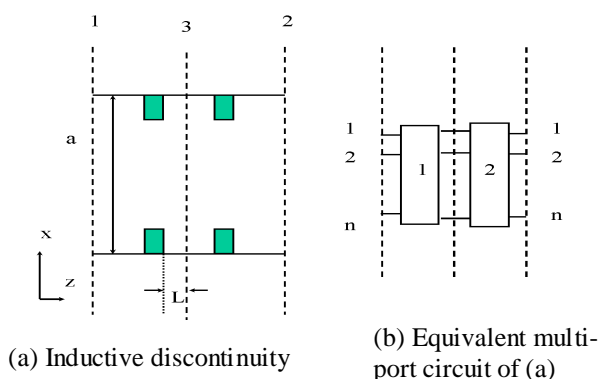 1
3
2
a
x
z
L
(a) Inductive discontinuity
1
2
n
1
2
1
2
n
(b) Equivalent multi-
port circuit of (a)